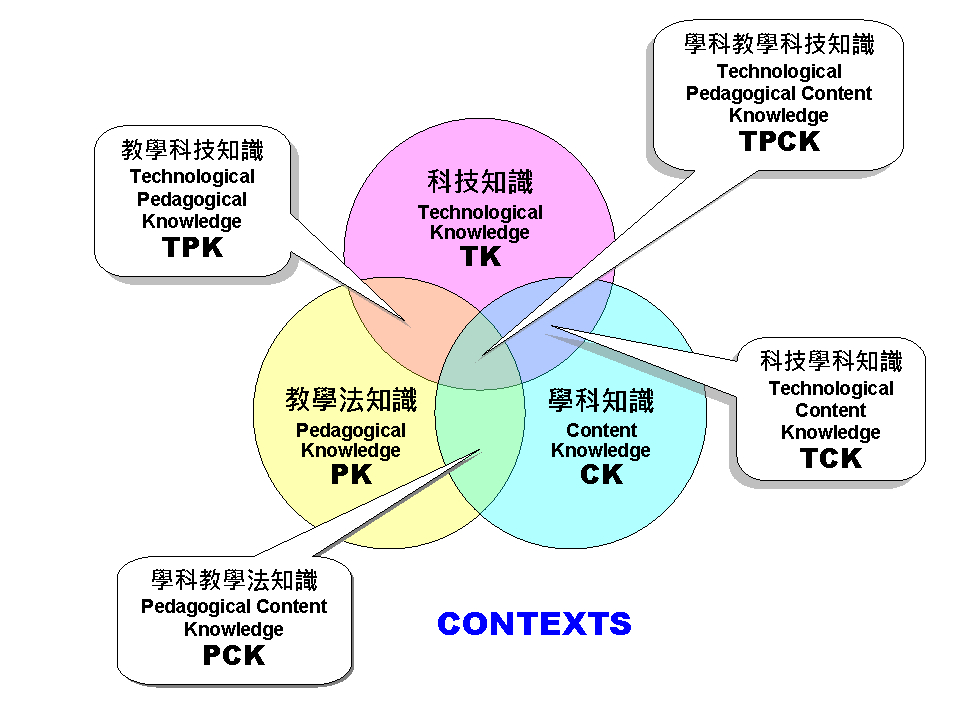 學科教學科技知識
Technological
Pedagogical Content
Knowledge
TPCK
教學科技知識
Technological
Pedagogical
Knowledge
TPK
科技知識
Technological
Knowledge
TK
科技學科知識
Technological
Content
Knowledge
TCK
教學法知識
Pedagogical
Knowledge
PK
學科知識
Content
Knowledge
CK
學科教學法知識
Pedagogical Content
Knowledge
PCK
CONTEXTS